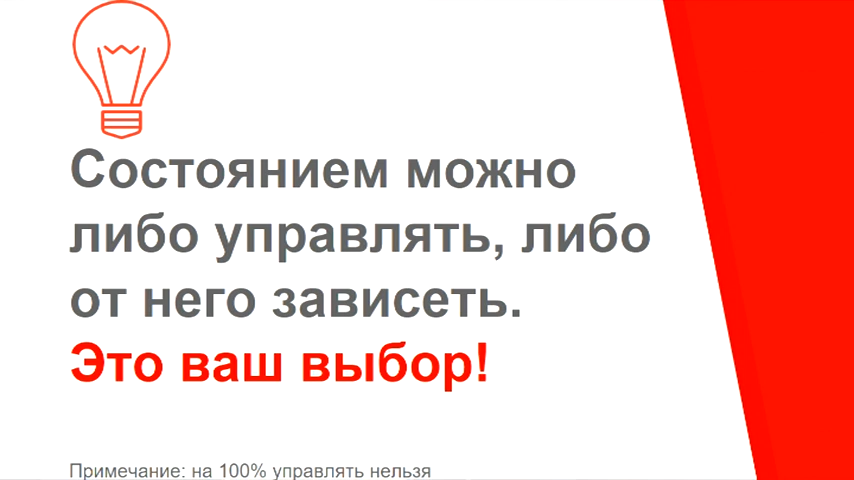 Состоянием можно
либо управлять, либо
от него зависеть.
Это ваш выбор!
Примечание: на 100% управлять нельзя